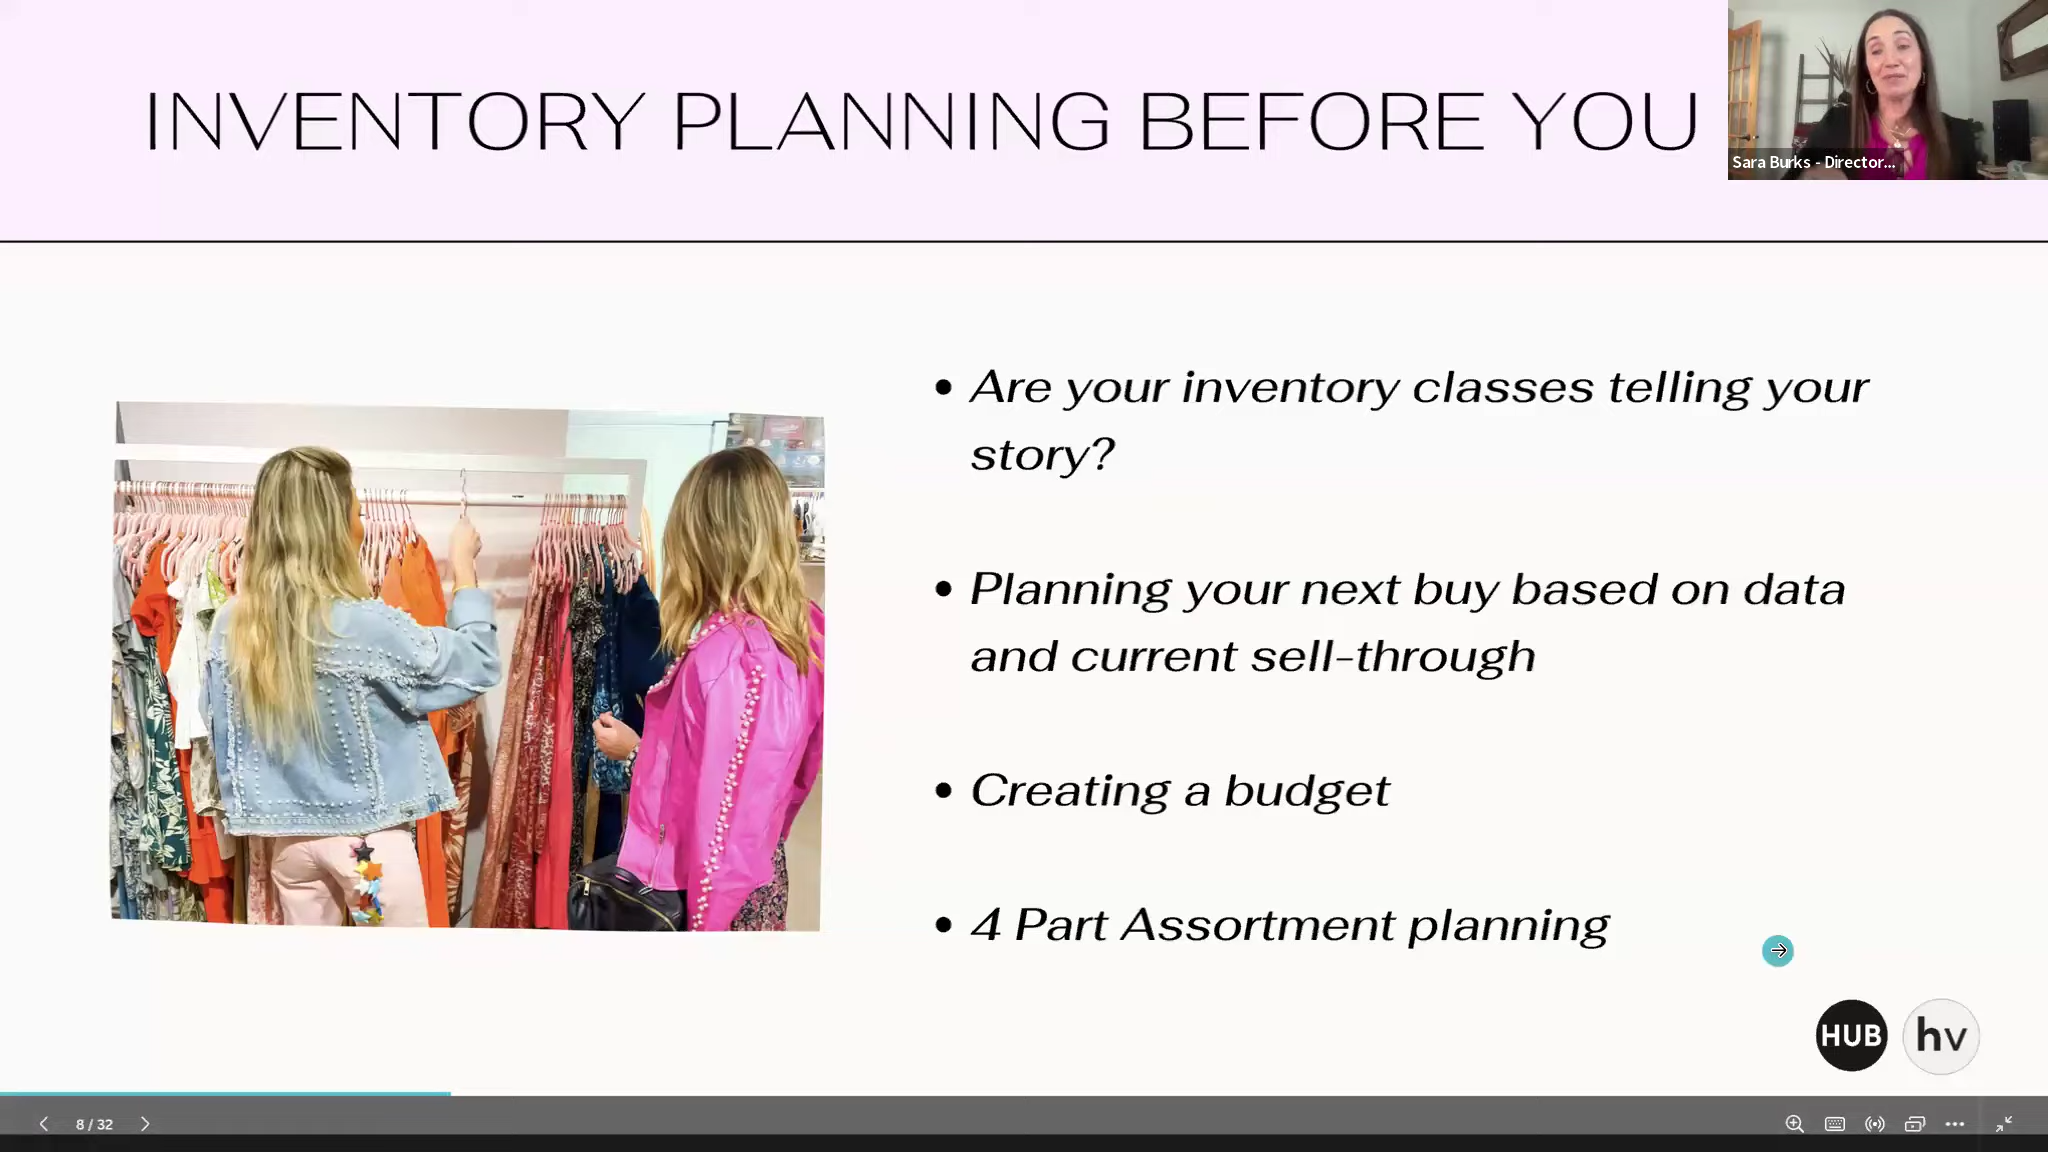 INVENTORY PLANNING BEFORE YOU
Sara Burks - Director...
• Are your inventory classes telling your
story?
• Planning your next buy based on data
and current sell-through
• Creating a budget
• 4 Part Assortment planning
HUB hv
8 / 32